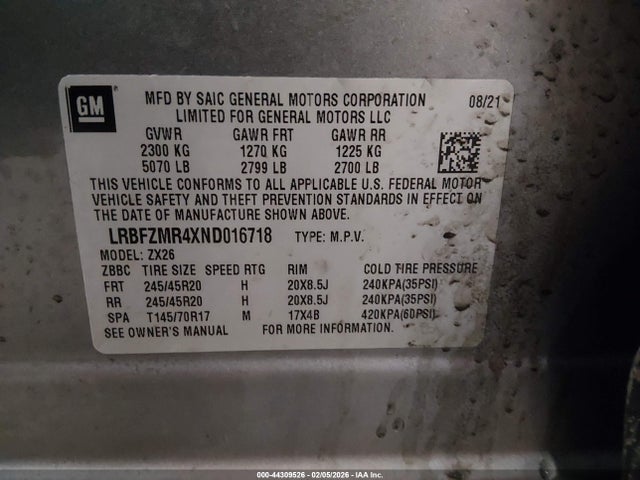 GM
MFD BY SAIC GENERAL MOTORS CORPORATION 08/21
LIMITED FOR GENERAL MOTORS LLC
GVWR GAWR FRT GAWR RR
2300 KG 1270 KG 1225 KG
5070 LB 2799 LB 2700 LB
THIS VEHICLE CONFORMS TO ALL APPLICABLE U.S. FEDERAL MOTOR
VEHICLE SAFETY AND THEFT PREVENTION STANDARDS IN EFFECT ON
THE DATE OF MANUFACTURE SHOWN ABOVE.
LRBFZMR4XND016718 TYPE: M.P.V.
MODEL: ZX26
ZBBC TIRE SIZE SPEED RTG RIM COLD TIRE PRESSURE
FRT 245/45R20 H 20X8.5J 240KPA(35PSI)
RR 245/45R20 H 20X8.5J 240KPA(35PSI)
SPA T145/70R17 M 17X4B 420KPA(60PSI)
SEE OWNER'S MANUAL FOR MORE INFORMATION.
000-44309526 - 02/05/2026 - IAA Inc.